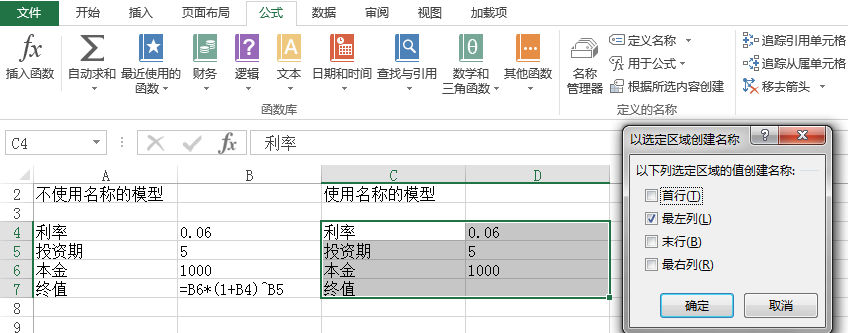 文件 开始 插入 页面布局 公式 数据 审阅 视图 加载项
fx Σ A θ
插入函数 自动求和 最近使用的函数 财务 逻辑 文本 日期和时间 查找与引用 数学和三角函数 其他函数
函数库
名称管理器
定义名称
用于公式
根据所选内容创建
定义的名称
追踪引用单元格
追踪从属单元格
移去箭头
C4 fx 利率
A B C D
2 不使用名称的模型 使用名称的模型
3
4 利率 0.06 利率 0.06
5 投资期 5 投资期 5
6 本金 1000 本金 1000
7 终值 =B6*(1+B4)^B5 终值
8
9
以选定区域创建名称 ?
以下列选定区域的值创建名称:
首行(T)
最左列(L)
末行(B)
最右列(R)
确定 取消